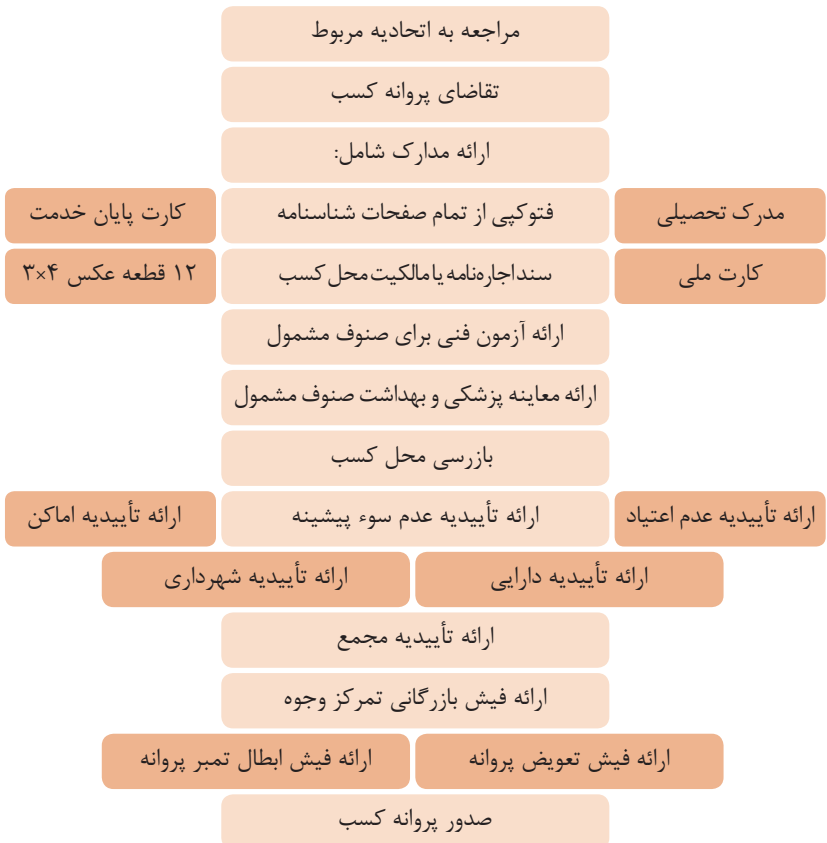 مراجعه به اتحادیه مربوط
تقاضای پروانه کسب
ارائه مدارک شامل:
مدرک تحصیلی
فتوکپی از تمام صفحات شناسنامه
کارت پایان خدمت
کارت ملی
سند اجاره‌نامه یا مالکیت محل کسب
۱۲ قطعه عکس ۴×۳
ارائه آزمون فنی برای صنوف مشمول
ارائه معاینه پزشکی و بهداشت صنوف مشمول
بازرسی محل کسب
ارائه تأییدیه عدم اعتیاد
ارائه تأییدیه عدم سوء پیشینه
ارائه تأییدیه اماکن
ارائه تأییدیه دارایی
ارائه تأییدیه شهرداری
ارائه تأییدیه مجمع
ارائه فیش بازرگانی تمرکز وجوه
ارائه فیش تعویض پروانه
ارائه فیش ابطال تمبر پروانه
صدور پروانه کسب